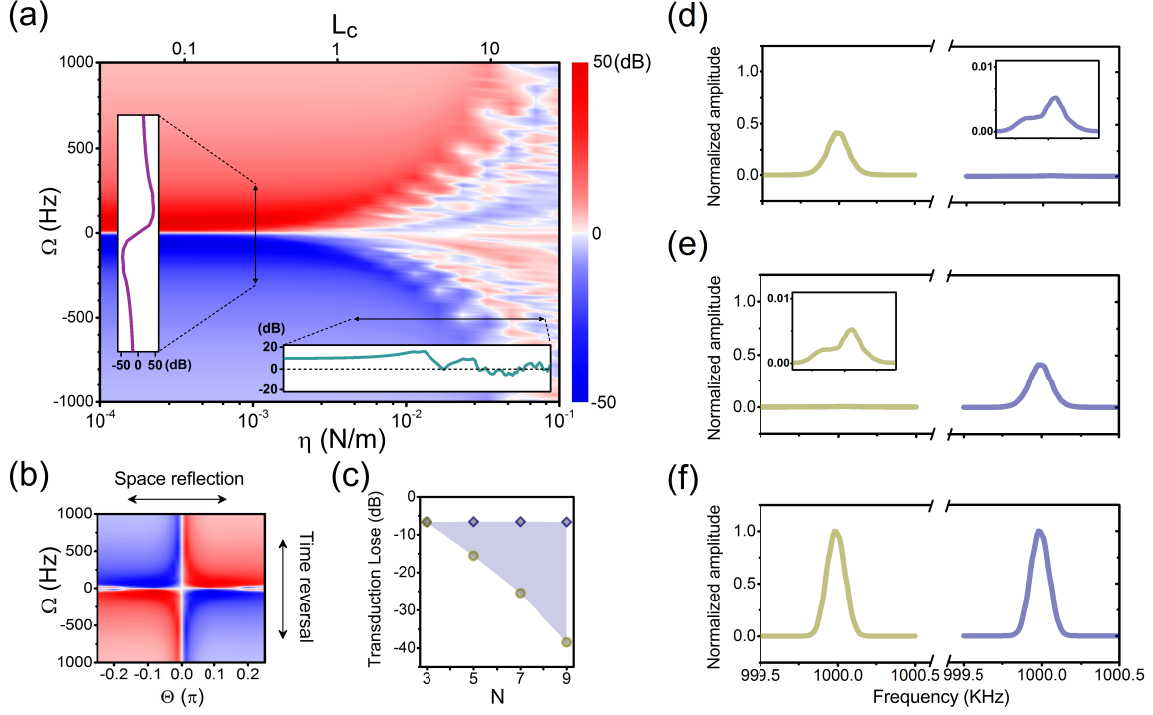 (a)
L_c
0.1
1
10
1000
500
0
-500
-1000
Ω (Hz)
50 (dB)
0
-50
-50 0 50 (dB)
(dB)
20
0
-20
10^-4
10^-3
10^-2
10^-1
η (N/m)
(b)
Space reflection
1000
500
0
-500
1000
Ω (Hz)
Time reversal
-0.2 -0.1 0.0 0.1 0.2
Θ (π)
(c)
0
-10
-20
-30
-40
Transduction Lose (dB)
3 5 7 9
N
(d)
Normalized amplitude
1.0
0.5
0.0
0.01
0.00
(e)
Normalized amplitude
1.0
0.5
0.0
0.01
0.00
(f)
Normalized amplitude
1.0
0.5
0.0
999.5 1000.0 1000.5 999.5 1000.0 1000.5
Frequency (KHz)